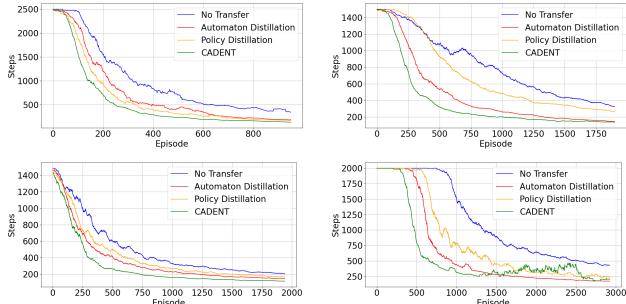 2500
2000
1500
1000
500
Steps
0 200 400 600 800
Episode
No Transfer
Automaton Distillation
Policy Distillation
CADENT
1400
1200
1000
800
600
400
200
Steps
0 250 500 750 1000 1250 1500 1750
Episode
No Transfer
Automaton Distillation
Policy Distillation
CADENT
1400
1200
1000
800
600
400
200
Steps
0 250 500 750 1000 1250 1500 1750 2000
Episode
No Transfer
Automaton Distillation
Policy Distillation
CADENT
2000
1750
1500
1250
1000
750
500
250
Steps
0 500 1000 1500 2000 2500 3000
Episode
No Transfer
Automaton Distillation
Policy Distillation
CADENT